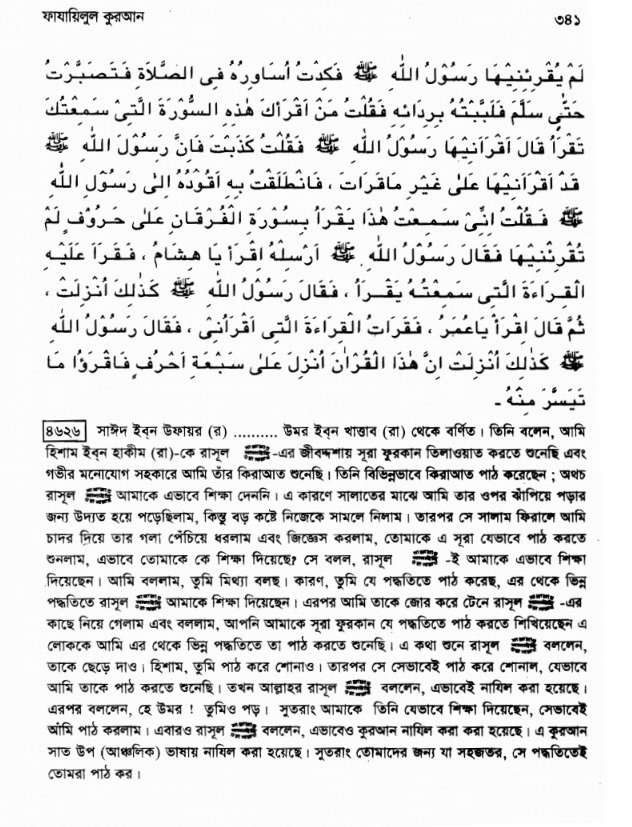 ফাযায়িলুল কুরআন ৩৪১
لَمْ يُقْرِئْنِيْهَا رَسُوْلُ اللّٰهِ ﷺ فَكِدْتُ اُسَاوِرُهُ فِى الصَّلَاةِ فَتَصَبَّرْتُ
حَتّٰى سَلَّمَ فَلَبَّبْتُهُ بِرِدَائِهِ فَقُلْتُ مَنْ اَقْرَأَكَ هٰذِهِ السُّوْرَةَ الَّتِىْ سَمِعْتُكَ
تَقْرَأُ قَالَ اَقْرَاَنِيْهَا رَسُوْلُ اللّٰهِ ﷺ فَقُلْتُ كَذَبْتَ فَاِنَّ رَسُوْلَ اللّٰهِ ﷺ
قَدْ اَقْرَاَنِيْهَا عَلٰى غَيْرِ مَاقَرَاتَ ، فَانْطَلَقْتُ بِهِ اَقُوْدُهُ اِلٰى رَسُوْلِ اللّٰهِ
ﷺ فَقُلْتُ اِنِّىْ سَمِعْتُ هٰذَا يَقْرَأُ بِسُوْرَةِ الْفُرْقَانِ عَلٰى حُرُوْفٍ لَمْ
تُقْرِئْنِيْهَا فَقَالَ رَسُوْلُ اللّٰهِ ﷺ اَرْسِلْهُ اِقْرَأْ يَا هِشَامُ ، فَقَرَأَ عَلَيْهِ
الْقِرَاءَةَ الَّتِى سَمِعْتُهُ يَقْرَأُ ، فَقَالَ رَسُوْلُ اللّٰهِ ﷺ كَذٰلِكَ اُنْزِلَتْ ،
ثُمَّ قَالَ اِقْرَأْ يَاعُمَرُ ، فَقَرَاتُ الْقِرَاءَةَ الَّتِى اَقْرَاَنِىْ ، فَقَالَ رَسُوْلُ اللّٰهِ
ﷺ كَذٰلِكَ اُنْزِلَتْ اِنَّ هٰذَا الْقُرْاٰنَ اُنْزِلَ عَلٰى سَبْعَةِ اَحْرُفٍ فَاقْرَؤُا مَا
تَيَسَّرَ مِنْهُ -
৪৬২৬ সাঈদ ইব্‌ন উফায়র (র) .......... উমর ইব্‌ন খাত্তাব (রা) থেকে বর্ণিত। তিনি বলেন, আমি
হিশাম ইব্‌ন হাকীম (রা)-কে রাসূল ﷺ -এর জীবদ্দশায় সূরা ফুরকান তিলাওয়াত করতে শুনেছি এবং
গভীর মনোযোগ সহকারে আমি তাঁর কিরাআত শুনেছি। তিনি বিভিন্নভাবে কিরাআত পাঠ করেছেন ; অথচ
রাসূল ﷺ আমাকে এভাবে শিক্ষা দেননি। এ কারণে সালাতের মাঝে আমি তার ওপর ঝাঁপিয়ে পড়ার
জন্য উদ্যত হয়ে পড়েছিলাম, কিন্তু বড় কষ্টে নিজেকে সামলে নিলাম। তারপর সে সালাম ফিরালে আমি
চাদর দিয়ে তার গলা পেঁচিয়ে ধরলাম এবং জিজ্ঞেস করলাম, তোমাকে এ সূরা যেভাবে পাঠ করতে
শুনলাম, এভাবে তোমাকে কে শিক্ষা দিয়েছে? সে বলল, রাসূল ﷺ -ই আমাকে এভাবে শিক্ষা
দিয়েছেন। আমি বললাম, তুমি মিথ্যা বলছ। কারণ, তুমি যে পদ্ধতিতে পাঠ করেছ, এর থেকে ভিন্ন
পদ্ধতিতে রাসূল ﷺ আমাকে শিক্ষা দিয়েছেন। এরপর আমি তাকে জোর করে টেনে রাসূল ﷺ -এর
কাছে নিয়ে গেলাম এবং বললাম, আপনি আমাকে সূরা ফুরকান যে পদ্ধতিতে পাঠ করতে শিখিয়েছেন এ
লোককে আমি এর থেকে ভিন্ন পদ্ধতিতে তা পাঠ করতে শুনেছি। এ কথা শুনে রাসূল ﷺ বললেন,
তাকে ছেড়ে দাও। হিশাম, তুমি পাঠ করে শোনাও। তারপর সে সেভাবেই পাঠ করে শোনাল, যেভাবে
আমি তাকে পাঠ করতে শুনেছি। তখন আল্লাহর রাসূল ﷺ বললেন, এভাবেই নাযিল করা হয়েছে।
এরপর বললেন, হে উমর ! তুমিও পড়। সুতরাং আমাকে তিনি যেভাবে শিক্ষা দিয়েছেন, সেভাবেই
আমি পাঠ করলাম। এবারও রাসূল ﷺ বললেন, এভাবেও কুরআন নাযিল করা করা হয়েছে। এ কুরআন
সাত উপ (আঞ্চলিক) ভাষায় নাযিল করা হয়েছে। সুতরাং তোমাদের জন্য যা সহজতর, সে পদ্ধতিতেই
তোমরা পাঠ কর।